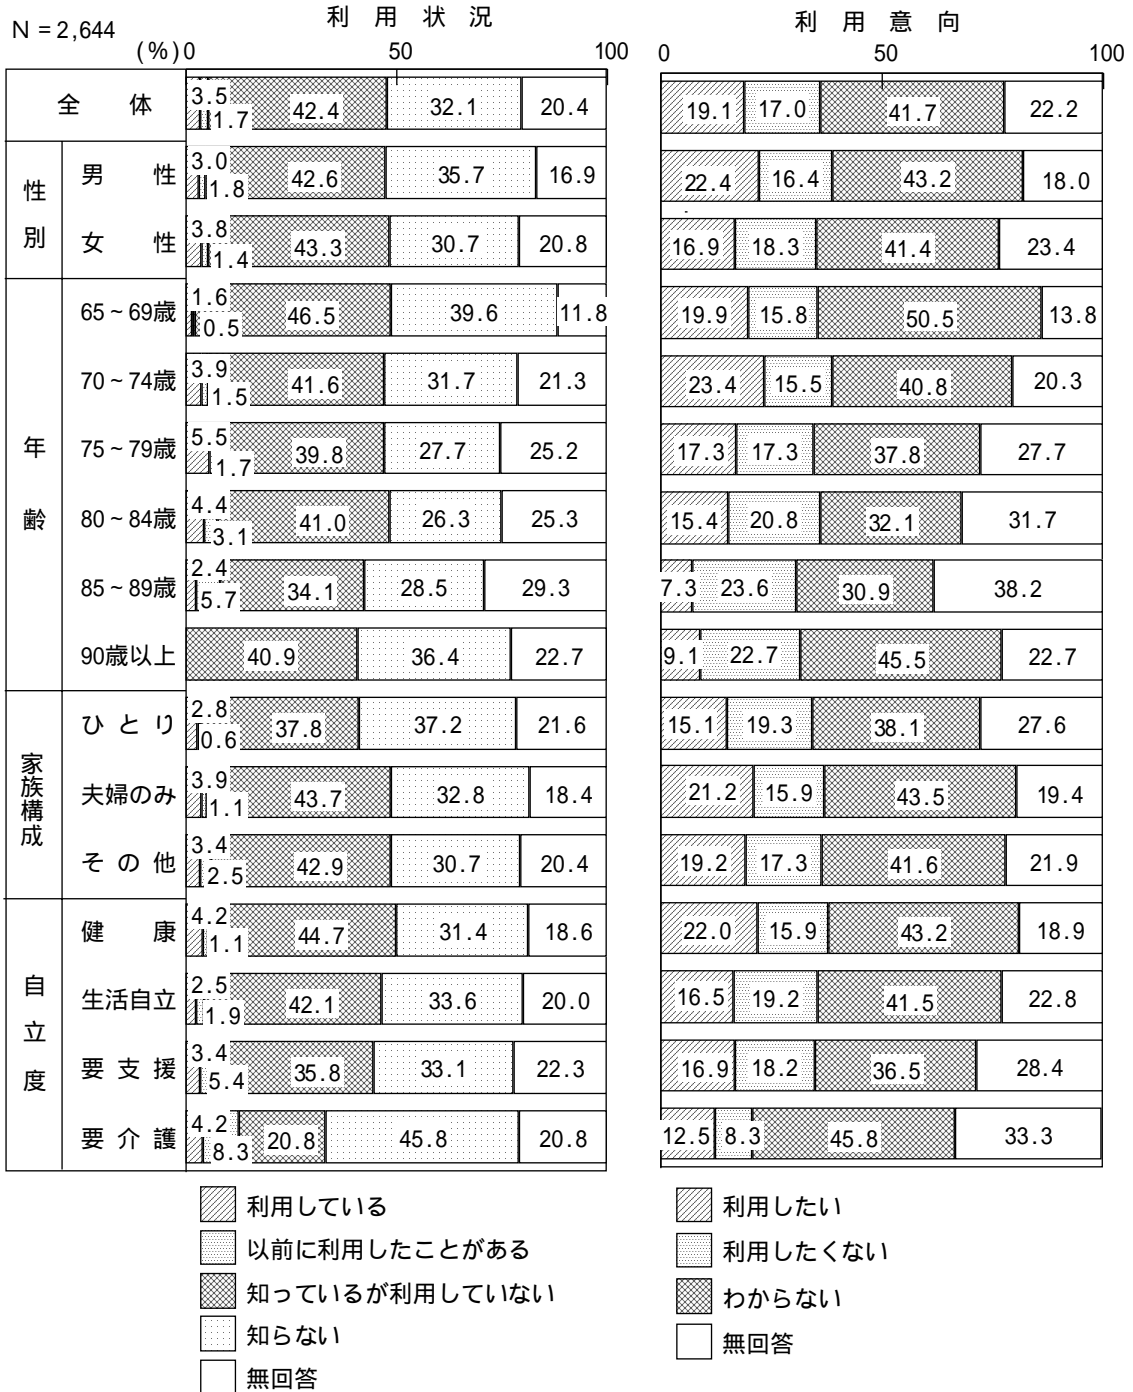 利用状況 利用意向
N = 2,644
(%) 0 50 100 0 50 100
全体 3.5 1.7 42.4 32.1 20.4 19.1 17.0 41.7 22.2
性別
男性 3.0 1.8 42.6 35.7 16.9 22.4 16.4 43.2 18.0
女性 3.8 1.4 43.3 30.7 20.8 16.9 18.3 41.4 23.4
年齢
65~69歳 1.6 0.5 46.5 39.6 11.8 19.9 15.8 50.5 13.8
70~74歳 3.9 1.5 41.6 31.7 21.3 23.4 15.5 40.8 20.3
75~79歳 5.5 1.7 39.8 27.7 25.2 17.3 17.3 37.8 27.7
80~84歳 4.4 3.1 41.0 26.3 25.3 15.4 20.8 32.1 31.7
85~89歳 2.4 5.7 34.1 28.5 29.3 7.3 23.6 30.9 38.2
90歳以上 40.9 36.4 22.7 9.1 22.7 45.5 22.7
家族構成
ひとり 2.8 0.6 37.8 37.2 21.6 15.1 19.3 38.1 27.6
夫婦のみ 3.9 1.1 43.7 32.8 18.4 21.2 15.9 43.5 19.4
その他 3.4 2.5 42.9 30.7 20.4 19.2 17.3 41.6 21.9
自立度
健康 4.2 1.1 44.7 31.4 18.6 22.0 15.9 43.2 18.9
生活自立 2.5 1.9 42.1 33.6 20.0 16.5 19.2 41.5 22.8
要支援 3.4 5.4 35.8 33.1 22.3 16.9 18.2 36.5 28.4
要介護 4.2 8.3 20.8 45.8 20.8 12.5 8.3 45.8 33.3
利用している
以前に利用したことがある
知っているが利用していない
知らない
無回答
利用したい
利用したくない
わからない
無回答